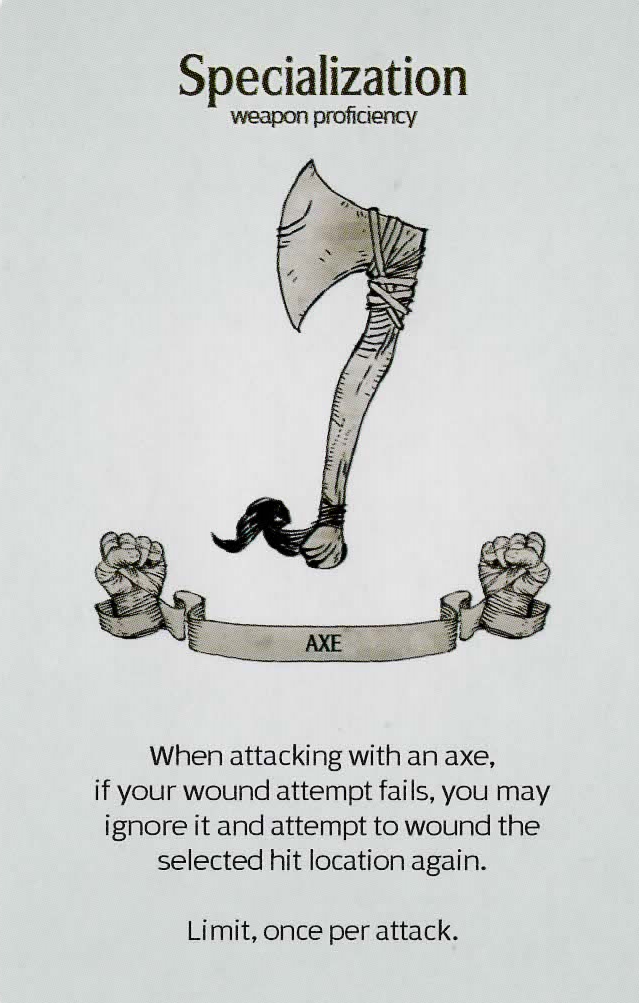 Specialization
weapon proficiency
AXE
When attacking with an axe,
if your wound attempt fails, you may
ignore it and attempt to wound the
selected hit location again.
Limit, once per attack.